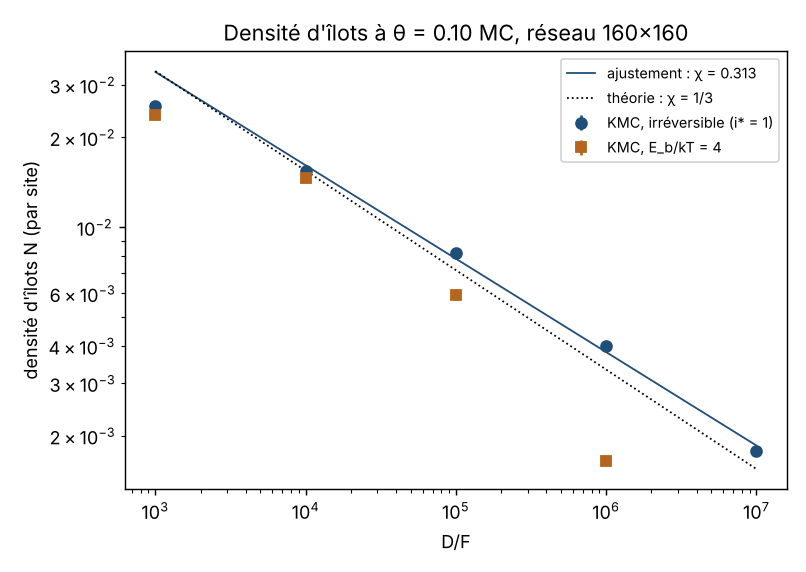 Densité d'îlots à θ = 0.10 MC, réseau 160×160
ajustement : χ = 0.313
théorie : χ = 1/3
KMC, irréversible (i* = 1)
KMC, E_b/kT = 4
densité d'îlots N (par site)
3 × 10⁻²
2 × 10⁻²
10⁻²
6 × 10⁻³
4 × 10⁻³
3 × 10⁻³
2 × 10⁻³
10³ 10⁴ 10⁵ 10⁶ 10⁷
D/F